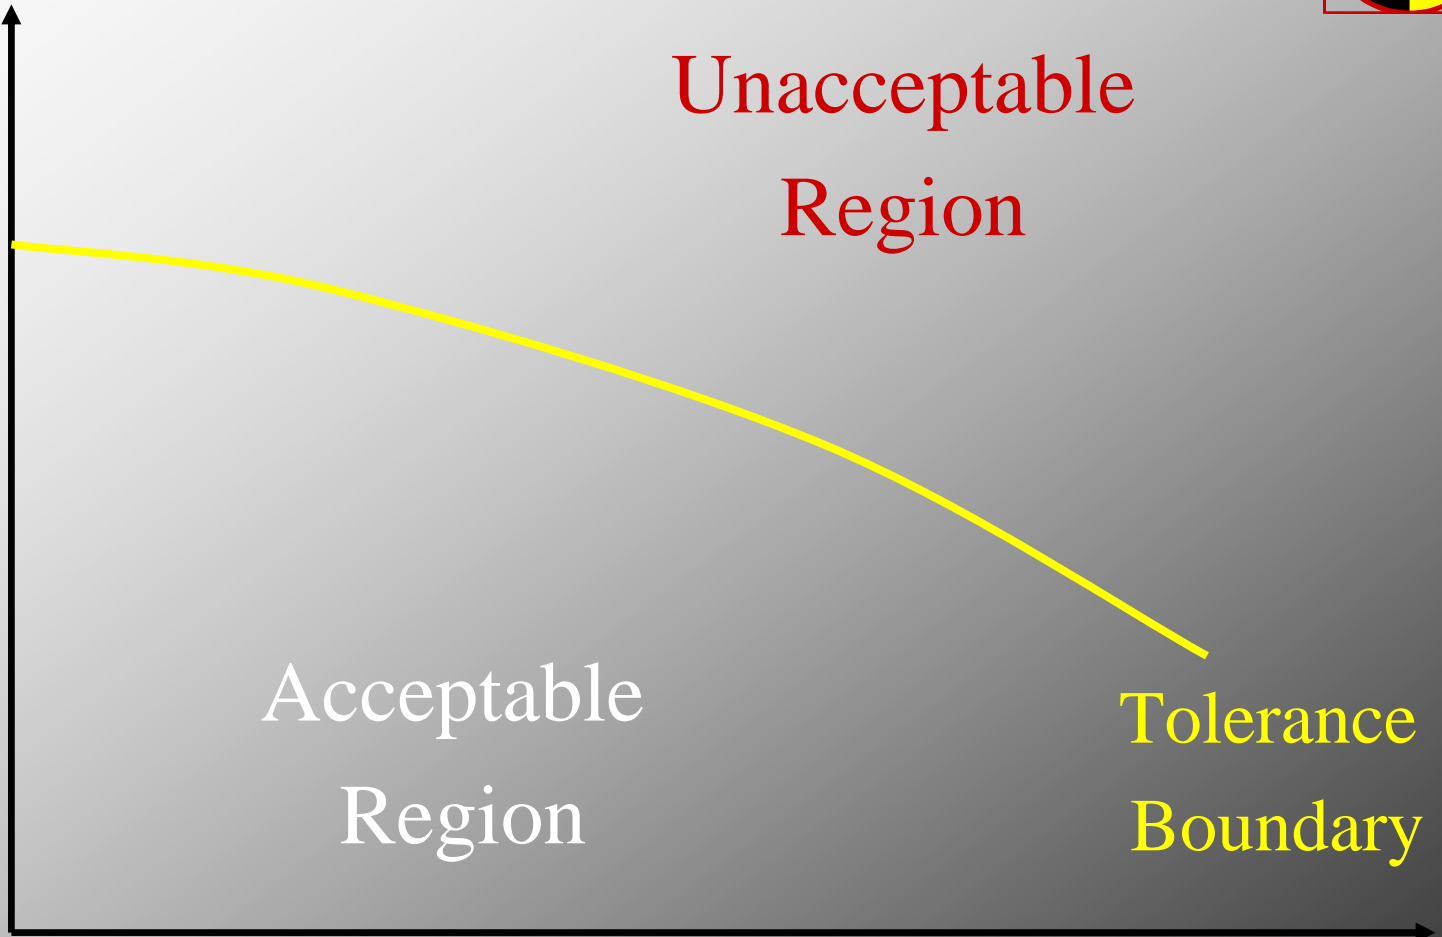 Unacceptable
Region
Acceptable
Region
Tolerance
Boundary